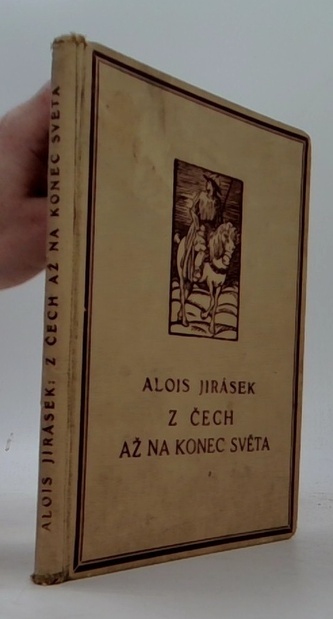 ALOIS JIRÁSEK: Z ČECH AŽ NA KONEC SVĚTA
ALOIS JIRÁSEK
Z ČECH
AŽ NA KONEC SVĚTA